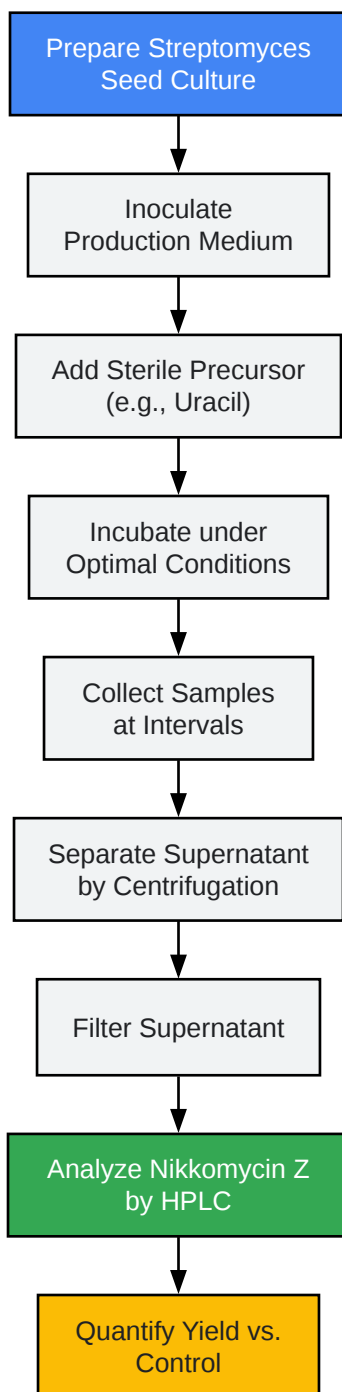 Prepare Streptomyces
Seed Culture
Inoculate
Production Medium
Add Sterile Precursor
(e.g., Uracil)
Incubate under
Optimal Conditions
Collect Samples
at Intervals
Separate Supernatant
by Centrifugation
Filter Supernatant
Analyze Nikkomycin Z
by HPLC
Quantify Yield vs.
Control